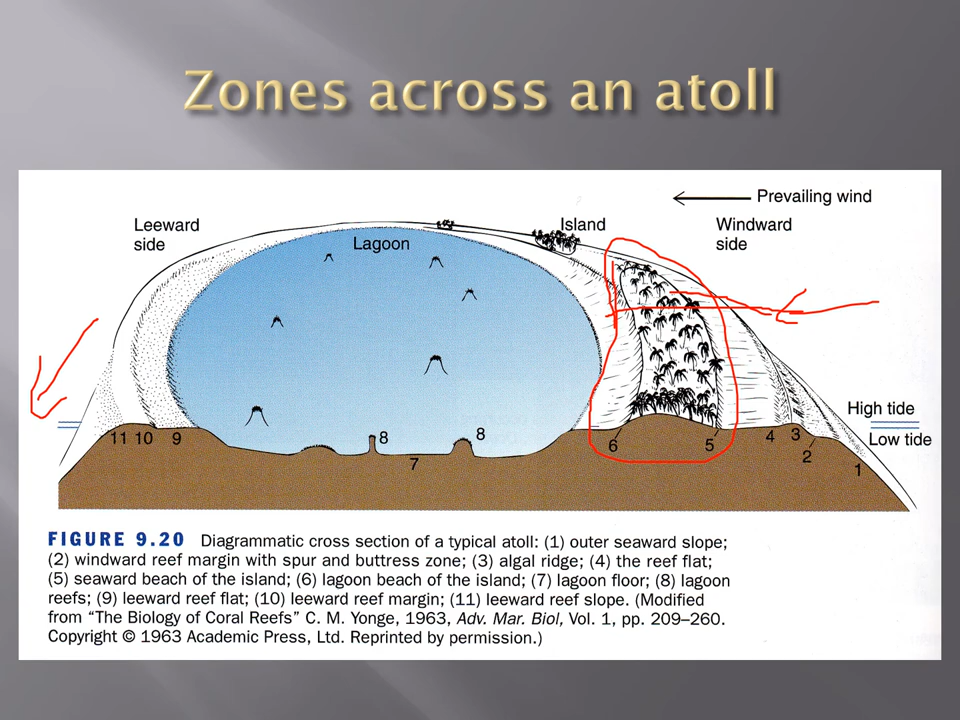 Zones across an atoll
Prevailing wind
Leeward side
Lagoon
Island
Windward side
High tide
Low tide
11 10 9
8
7
8
6
5
4
3
2
1
FIGURE 9.20 Diagrammatic cross section of a typical atoll: (1) outer seaward slope;
(2) windward reef margin with spur and buttress zone; (3) algal ridge; (4) the reef flat;
(5) seaward beach of the island; (6) lagoon beach of the island; (7) lagoon floor; (8) lagoon
reefs; (9) leeward reef flat; (10) leeward reef margin; (11) leeward reef slope. (Modified
from “The Biology of Coral Reefs” C. M. Yonge, 1963, Adv. Mar. Biol, Vol. 1, pp. 209–260.
Copyright © 1963 Academic Press, Ltd. Reprinted by permission.)